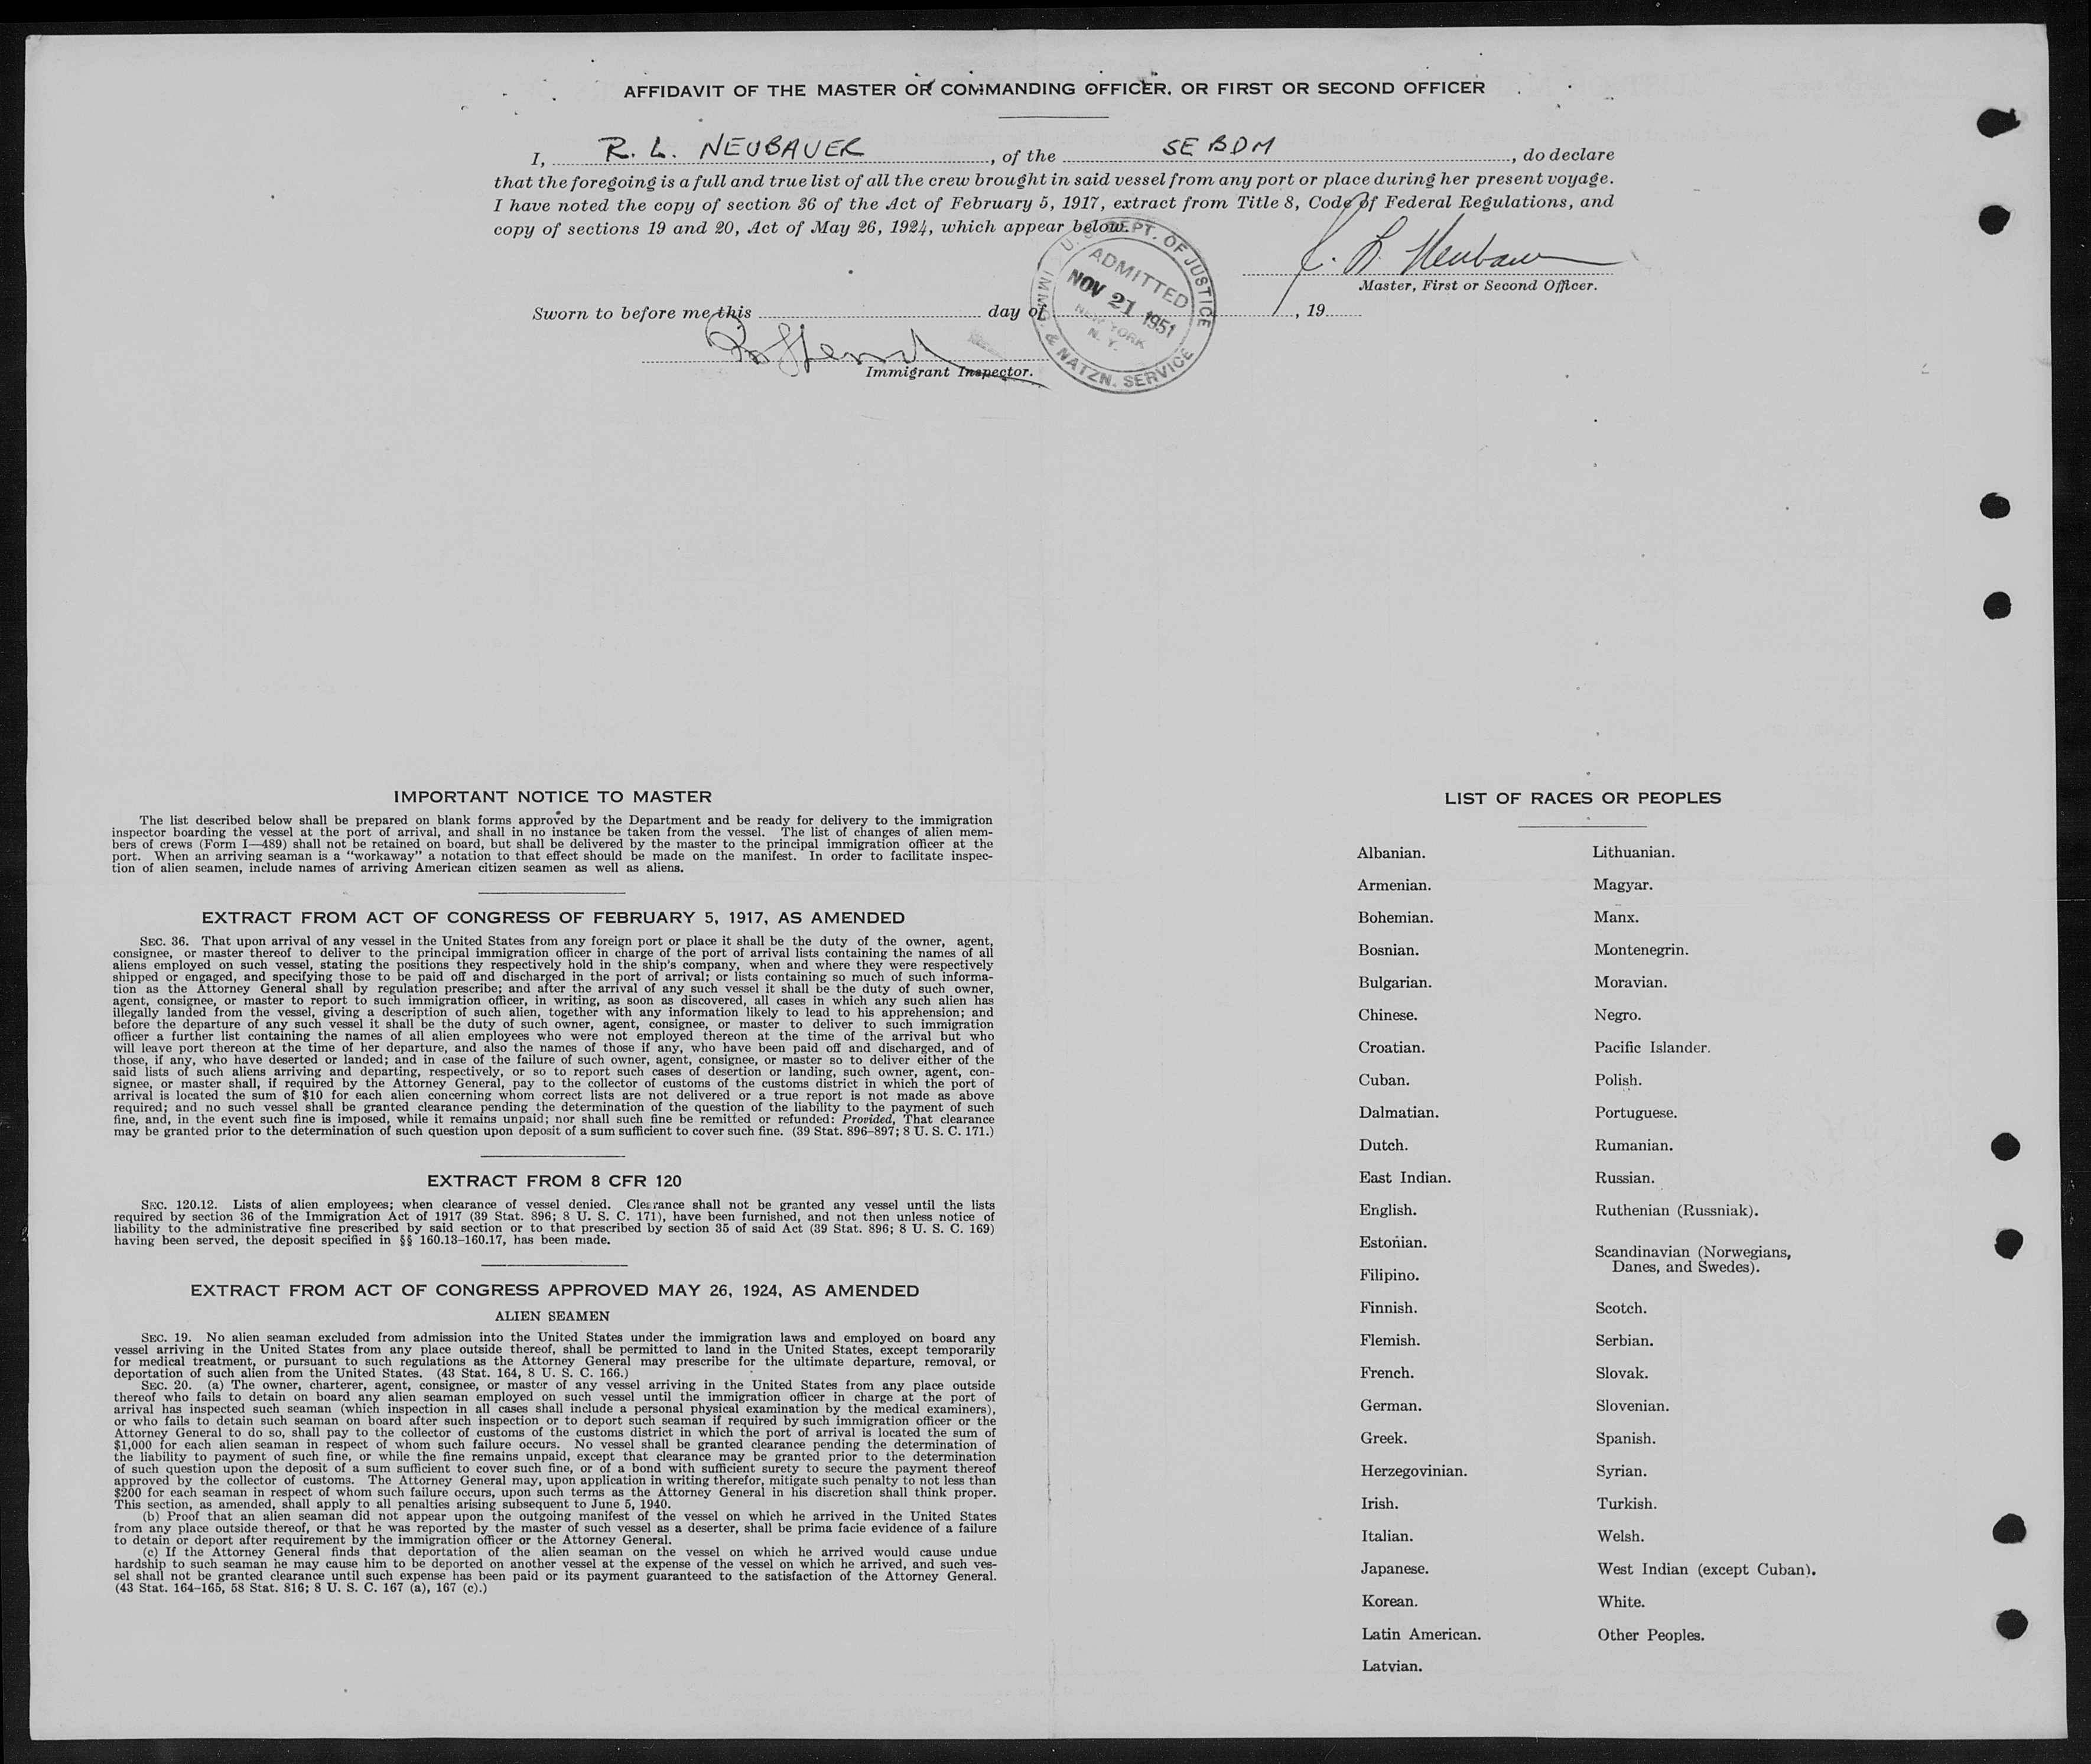 AFFIDAVIT OF THE MASTER OR COMMANDING OFFICER, OR FIRST OR SECOND OFFICER
I, R. L. NEUBAUER, of the SEBDM, do declare
that the foregoing is a full and true list of all the crew brought in said vessel from any port or place during her present voyage.
I have noted the copy of section 36 of the Act of February 5, 1917, extract from Title 8, Code of Federal Regulations, and
copy of sections 19 and 20, Act of May 26, 1924, which appear below.
R. L. Neubauer
Master, First or Second Officer.
U. S. DEPT. OF JUSTICE
ADMITTED
NOV 21 1951
NEW YORK
N. Y.
IMM. & NATZN. SERVICE
Sworn to before me this day of , 19
Immigrant Inspector.
IMPORTANT NOTICE TO MASTER
The list described below shall be prepared on blank forms approved by the Department and be ready for delivery to the immigration
inspector boarding the vessel at the port of arrival, and shall in no instance be taken from the vessel. The list of changes of alien mem-
bers of crews (Form I—489) shall not be retained on board, but shall be delivered by the master to the principal immigration officer at the
port. When an arriving seaman is a "workaway" a notation to that effect should be made on the manifest. In order to facilitate inspec-
tion of alien seamen, include names of arriving American citizen seamen as well as aliens.
EXTRACT FROM ACT OF CONGRESS OF FEBRUARY 5, 1917, AS AMENDED
SEC. 36. That upon arrival of any vessel in the United States from any foreign port or place it shall be the duty of the owner, agent,
consignee, or master thereof to deliver to the principal immigration officer in charge of the port of arrival lists containing the names of all
aliens employed on such vessel, stating the positions they respectively hold in the ship's company, when and where they were respectively
shipped or engaged, and specifying those to be paid off and discharged in the port of arrival; or lists containing so much of such informa-
tion as the Attorney General shall by regulation prescribe; and after the arrival of any such vessel it shall be the duty of such owner,
agent, consignee, or master to report to such immigration officer, in writing, as soon as discovered, all cases in which any such alien has
illegally landed from the vessel, giving a description of such alien, together with any information likely to lead to his apprehension; and
before the departure of any such vessel it shall be the duty of such owner, agent, consignee, or master to deliver to such immigration
officer a further list containing the names of all alien employees who were not employed thereon at the time of the arrival but who
will leave port thereon at the time of her departure, and also the names of those if any, who have been paid off and discharged, and of
those, if any, who have deserted or landed; and in case of the failure of such owner, agent, consignee, or master so to deliver either of the
said lists of such aliens arriving and departing, respectively, or so to report such cases of desertion or landing, such owner, agent, con-
signee, or master shall, if required by the Attorney General, pay to the collector of customs of the customs district in which the port of
arrival is located the sum of $10 for each alien concerning whom correct lists are not delivered or a true report is not made as above
required; and no such vessel shall be granted clearance pending the determination of the question of the liability to the payment of such
fine, and, in the event such fine is imposed, while it remains unpaid; nor shall such fine be remitted or refunded: Provided, That clearance
may be granted prior to the determination of such question upon deposit of a sum sufficient to cover such fine. (39 Stat. 896–897; 8 U. S. C. 171.)
EXTRACT FROM 8 CFR 120
SEC. 120.12. Lists of alien employees; when clearance of vessel denied. Clearance shall not be granted any vessel until the lists
required by section 36 of the Immigration Act of 1917 (39 Stat. 896; 8 U. S. C. 171), have been furnished, and not then unless notice of
liability to the administrative fine prescribed by said section or to that prescribed by section 35 of said Act (39 Stat. 896; 8 U. S. C. 169)
having been served, the deposit specified in §§ 160.13–160.17, has been made.
EXTRACT FROM ACT OF CONGRESS APPROVED MAY 26, 1924, AS AMENDED
ALIEN SEAMEN
SEC. 19. No alien seaman excluded from admission into the United States under the immigration laws and employed on board any
vessel arriving in the United States from any place outside thereof, shall be permitted to land in the United States, except temporarily
for medical treatment, or pursuant to such regulations as the Attorney General may prescribe for the ultimate departure, removal, or
deportation of such alien from the United States. (43 Stat. 164, 8 U. S. C. 166.)
SEC. 20. (a) The owner, charterer, agent, consignee, or master of any vessel arriving in the United States from any place outside
thereof who fails to detain on board any alien seaman employed on such vessel until the immigration officer in charge at the port of
arrival has inspected such seaman (which inspection in all cases shall include a personal physical examination by the medical examiners),
or who fails to detain such seaman on board after such inspection or to deport such seaman if required by such immigration officer or the
Attorney General to do so, shall pay to the collector of customs of the customs district in which the port of arrival is located the sum of
$1,000 for each alien seaman in respect of whom such failure occurs. No vessel shall be granted clearance pending the determination of
the liability to payment of such fine, or while the fine remains unpaid, except that clearance may be granted prior to the determination
of such question upon the deposit of a sum sufficient to cover such fine, or of a bond with sufficient surety to secure the payment thereof
approved by the collector of customs. The Attorney General may, upon application in writing therefor, mitigate such penalty to not less than
$200 for each seaman in respect of whom such failure occurs, upon such terms as the Attorney General in his discretion shall think proper.
This section, as amended, shall apply to all penalties arising subsequent to June 5, 1940.
(b) Proof that an alien seaman did not appear upon the outgoing manifest of the vessel on which he arrived in the United States
from any place outside thereof, or that he was reported by the master of such vessel as a deserter, shall be prima facie evidence of a failure
to detain or deport after requirement by the immigration officer or the Attorney General.
(c) If the Attorney General finds that deportation of the alien seaman on the vessel on which he arrived would cause undue
hardship to such seaman he may cause him to be deported on another vessel at the expense of the vessel on which he arrived, and such ves-
sel shall not be granted clearance until such expense has been paid or its payment guaranteed to the satisfaction of the Attorney General.
(43 Stat. 164–165, 58 Stat. 816; 8 U. S. C. 167 (a), 167 (c).)
LIST OF RACES OR PEOPLES
Albanian.
Armenian.
Bohemian.
Bosnian.
Bulgarian.
Chinese.
Croatian.
Cuban.
Dalmatian.
Dutch.
East Indian.
English.
Estonian.
Filipino.
Finnish.
Flemish.
French.
German.
Greek.
Herzegovinian.
Irish.
Italian.
Japanese.
Korean.
Latin American.
Latvian.
Lithuanian.
Magyar.
Manx.
Montenegrin.
Moravian.
Negro.
Pacific Islander.
Polish.
Portuguese.
Rumanian.
Russian.
Ruthenian (Russniak).
Scandinavian (Norwegians,
Danes, and Swedes).
Scotch.
Serbian.
Slovak.
Slovenian.
Spanish.
Syrian.
Turkish.
Welsh.
West Indian (except Cuban).
White.
Other Peoples.